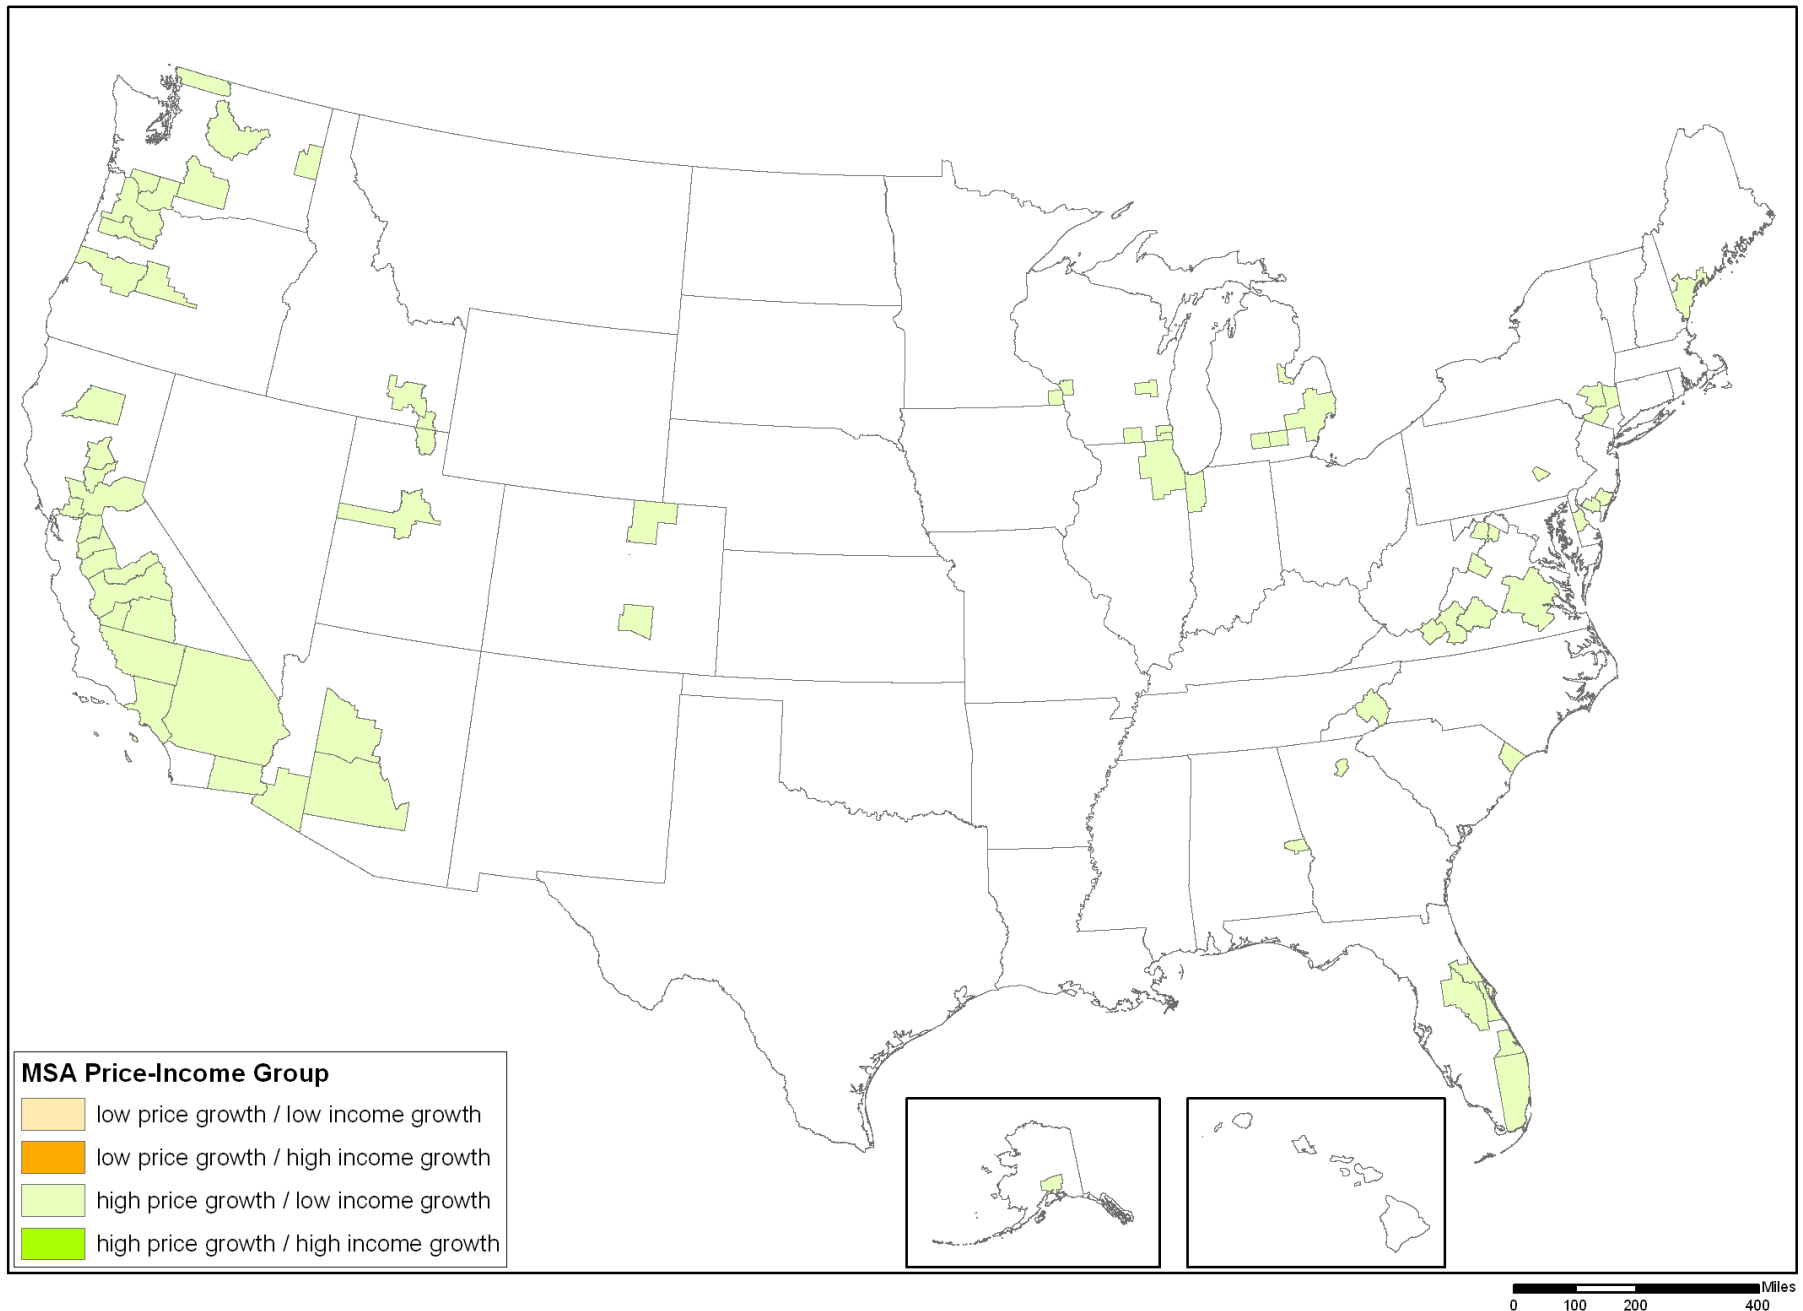 MSA Price-Income Group
low price growth / low income growth
low price growth / high income growth
high price growth / low income growth
high price growth / high income growth
Miles
0 100 200 400